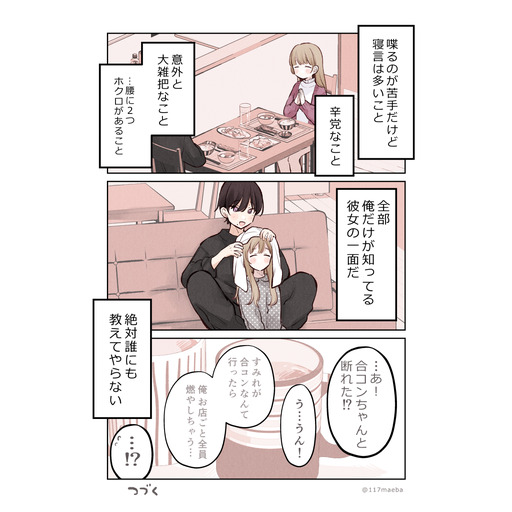 喋るのが苦手だけど
寝言は多いこと
辛党なこと
意外と
大雑把なこと
…腰に2つ
ホクロがあること
全部
俺だけが知ってる
彼女の一面だ
絶対誰にも
教えてやらない
…あ!
合コンちゃんと
断れた!?
う…うん!
すみれが
合コンなんて
行ったら
俺お店ごと全員
燃やしちゃう…
…!?
つづく
@117maeba